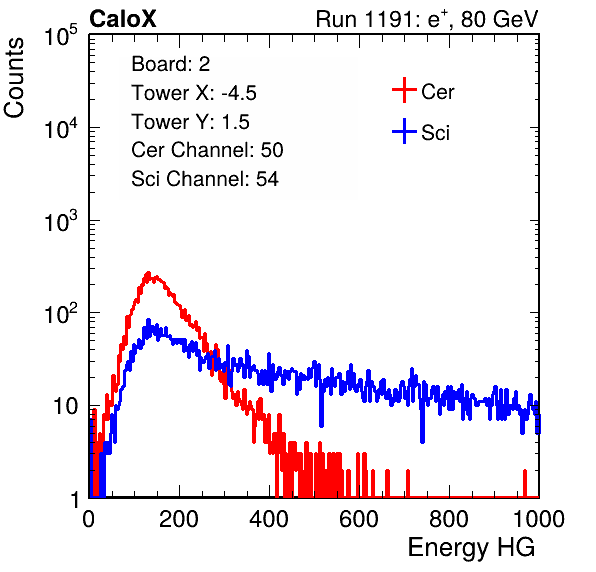 CaloX Run 1191: e⁺, 80 GeV
Counts
10⁵
10⁴
10³
10²
10
1
Board: 2
Tower X: -4.5
Tower Y: 1.5
Cer Channel: 50
Sci Channel: 54
Cer
Sci
0 200 400 600 800 1000
Energy HG